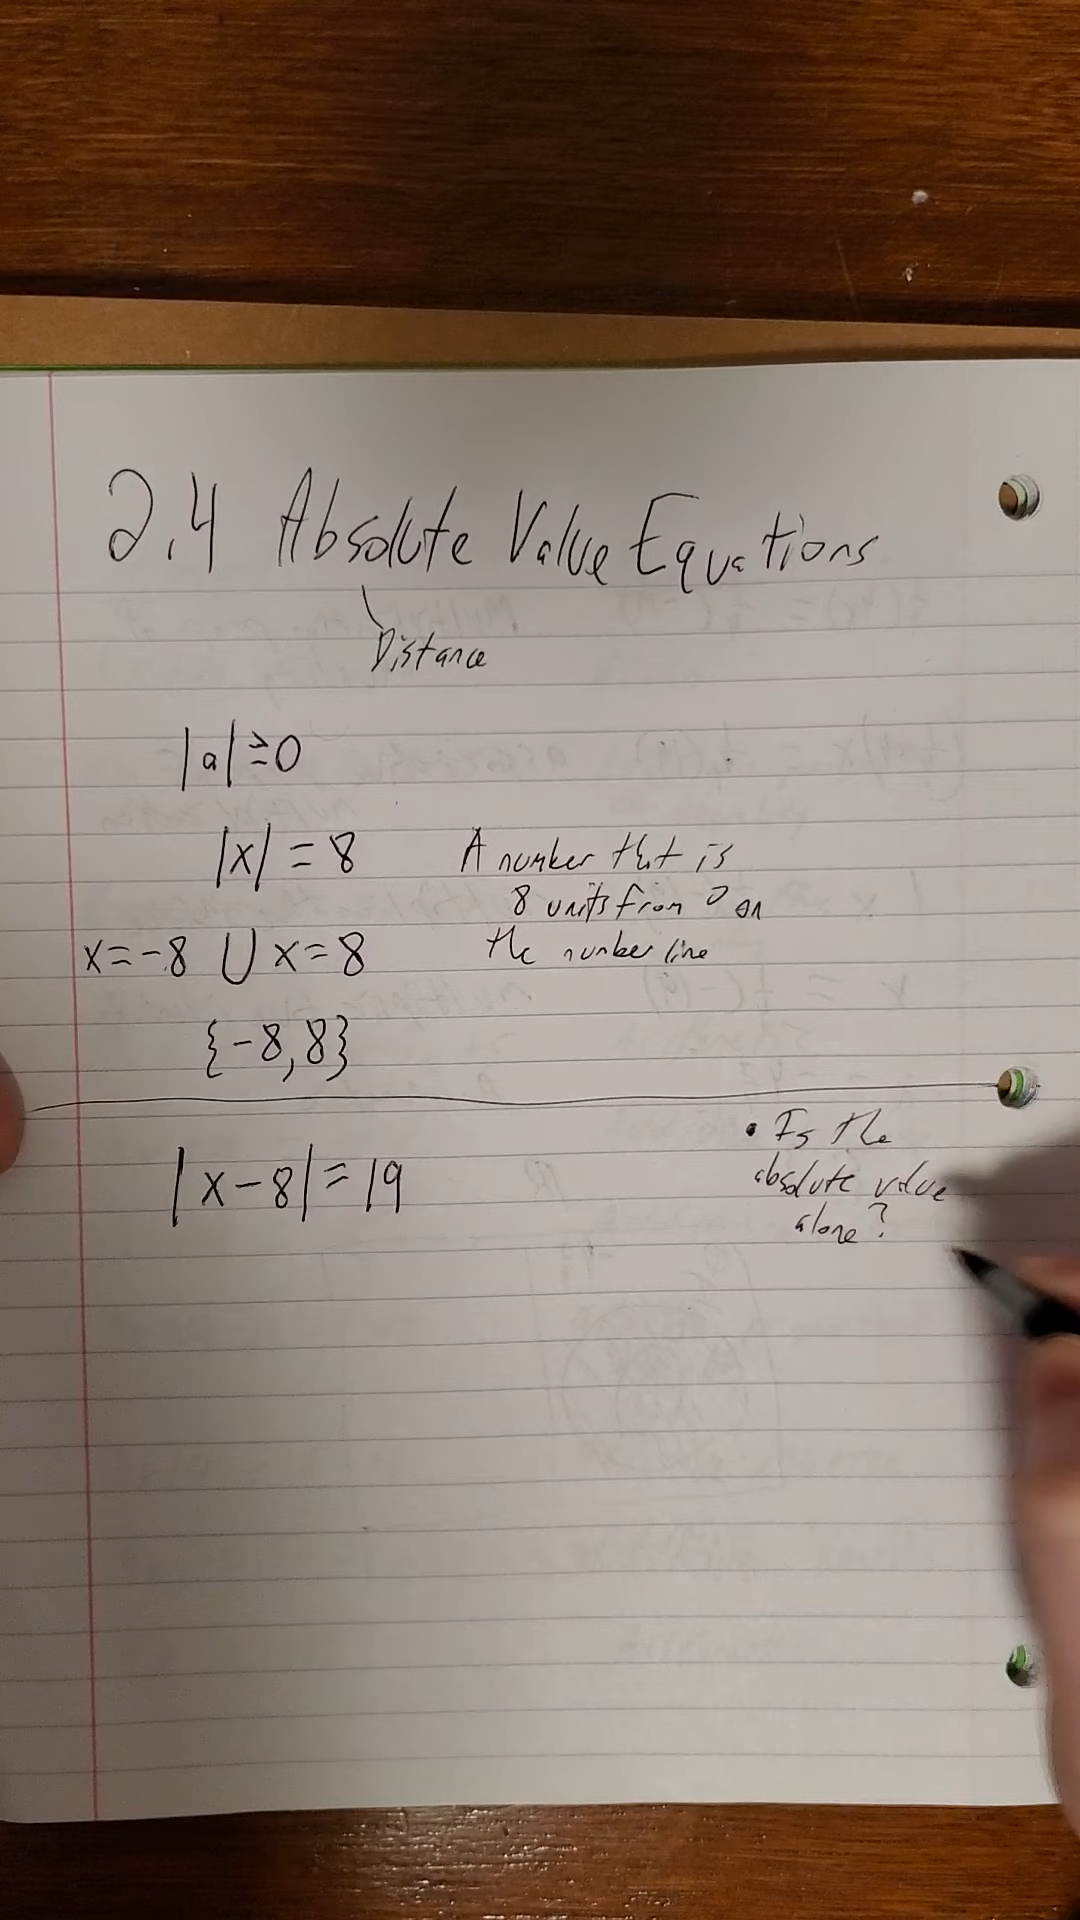 2.4 Absolute Value Equations
Distance
|a| ≥ 0
|x| = 8
A number that is
8 units from 0 on
the number line
x = -8 ∪ x = 8
{-8, 8}
|x - 8| = 19
• Is the
absolute value
alone?